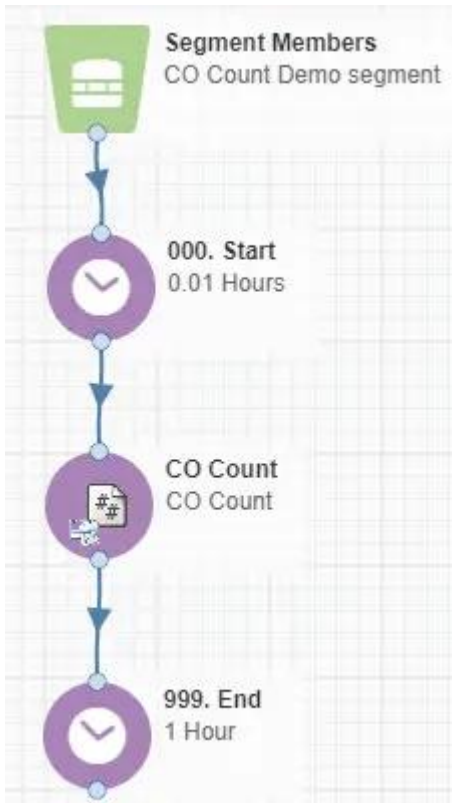 Segment Members
CO Count Demo segment
000. Start
0.01 Hours
CO Count
CO Count
999. End
1 Hour